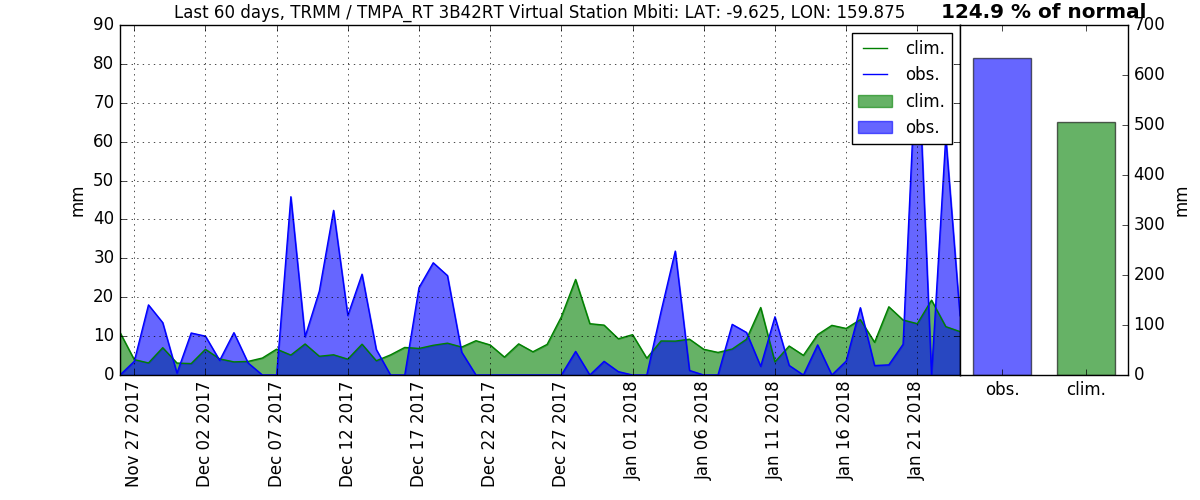 Last 60 days, TRMM / TMPA_RT 3B42RT Virtual Station Mbiti: LAT: -9.625, LON: 159.875
124.9 % of normal
90
80
70
60
50
40
30
20
10
0
mm
clim.
obs.
clim.
obs.
Nov 27 2017
Dec 02 2017
Dec 07 2017
Dec 12 2017
Dec 17 2017
Dec 22 2017
Dec 27 2017
Jan 01 2018
Jan 06 2018
Jan 11 2018
Jan 16 2018
Jan 21 2018
700
600
500
400
300
200
100
0
mm
obs.
clim.